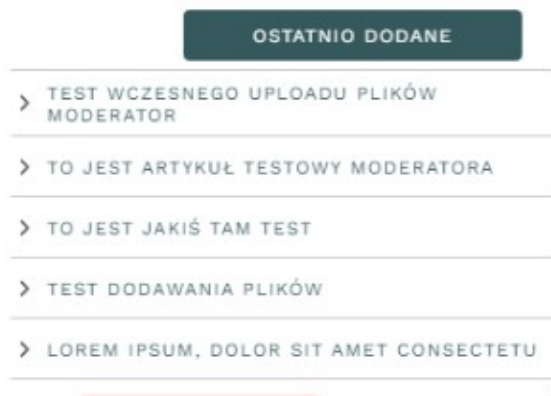 OSTATNIO DODANE
TEST WCZESNEGO UPLOADU PLIKÓW
MODERATOR
TO JEST ARTYKUŁ TESTOWY MODERATORA
TO JEST JAKIŚ TAM TEST
TEST DODAWANIA PLIKÓW
LOREM IPSUM, DOLOR SIT AMET CONSECTETU